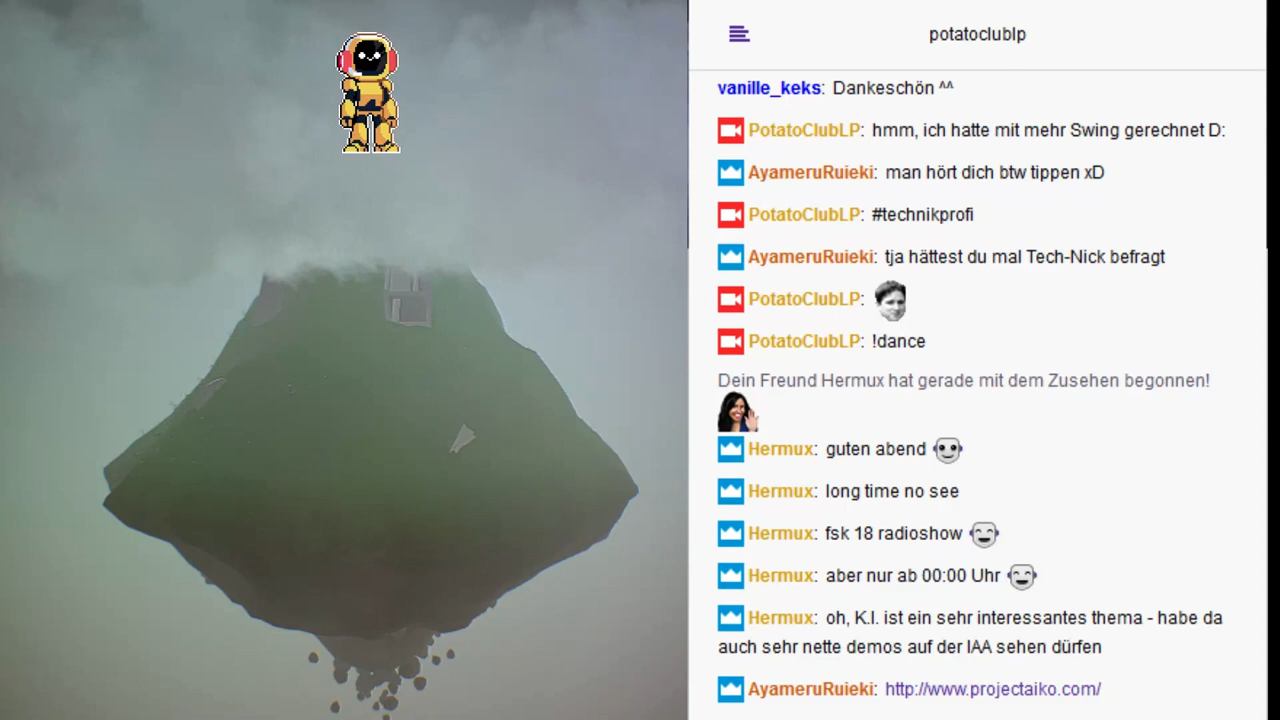 potatoclublp
vanille_keks: Dankeschön ^^
PotatoClubLP: hmm, ich hatte mit mehr Swing gerechnet D:
AyameruRuieki: man hört dich btw tippen xD
PotatoClubLP: #technikprofi
AyameruRuieki: tja hättest du mal Tech-Nick befragt
PotatoClubLP:
PotatoClubLP: !dance
Dein Freund Hermux hat gerade mit dem Zusehen begonnen!
Hermux: guten abend
Hermux: long time no see
Hermux: fsk 18 radioshow
Hermux: aber nur ab 00:00 Uhr
Hermux: oh, K.I. ist ein sehr interessantes thema - habe da
auch sehr nette demos auf der IAA sehen dürfen
AyameruRuieki: http://www.projectaiko.com/